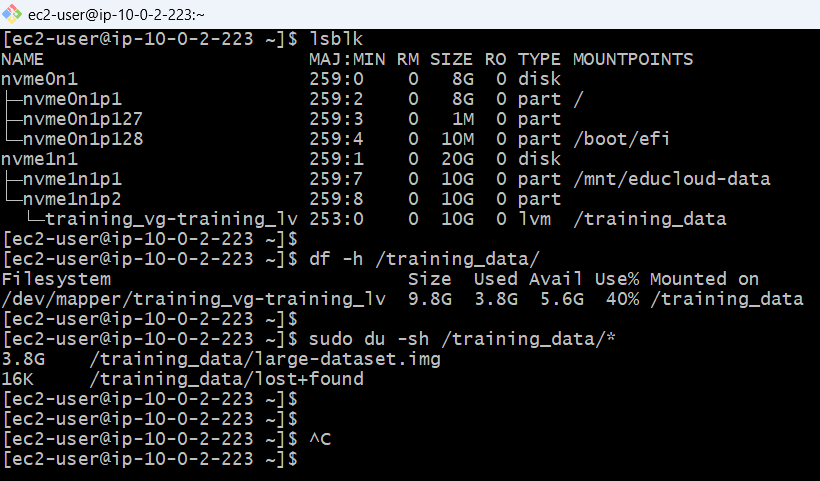 ec2-user@ip-10-0-2-223:~
[ec2-user@ip-10-0-2-223 ~]$ lsblk
NAME                       MAJ:MIN RM SIZE RO TYPE MOUNTPOINTS
nvme0n1                    259:0    0   8G  0 disk
├─nvme0n1p1                259:2    0   8G  0 part /
├─nvme0n1p127              259:3    0   1M  0 part
└─nvme0n1p128              259:4    0  10M  0 part /boot/efi
nvme1n1                    259:1    0  20G  0 disk
├─nvme1n1p1                259:7    0  10G  0 part /mnt/educloud-data
└─nvme1n1p2                259:8    0  10G  0 part
  └─training_vg-training_lv 253:0    0  10G  0 lvm  /training_data
[ec2-user@ip-10-0-2-223 ~]$
[ec2-user@ip-10-0-2-223 ~]$ df -h /training_data/
Filesystem                           Size  Used Avail Use% Mounted on
/dev/mapper/training_vg-training_lv  9.8G  3.8G  5.6G  40% /training_data
[ec2-user@ip-10-0-2-223 ~]$
[ec2-user@ip-10-0-2-223 ~]$ sudo du -sh /training_data/*
3.8G    /training_data/large-dataset.img
16K     /training_data/lost+found
[ec2-user@ip-10-0-2-223 ~]$
[ec2-user@ip-10-0-2-223 ~]$
[ec2-user@ip-10-0-2-223 ~]$ ^C
[ec2-user@ip-10-0-2-223 ~]$